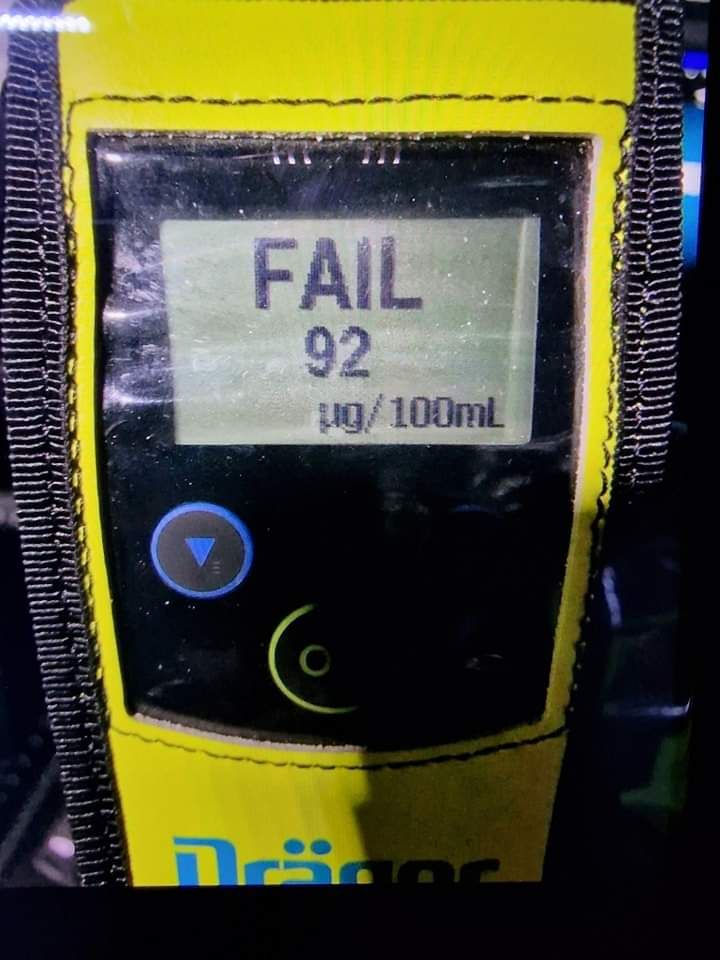 FAIL
92
µg/100mL
Dräger